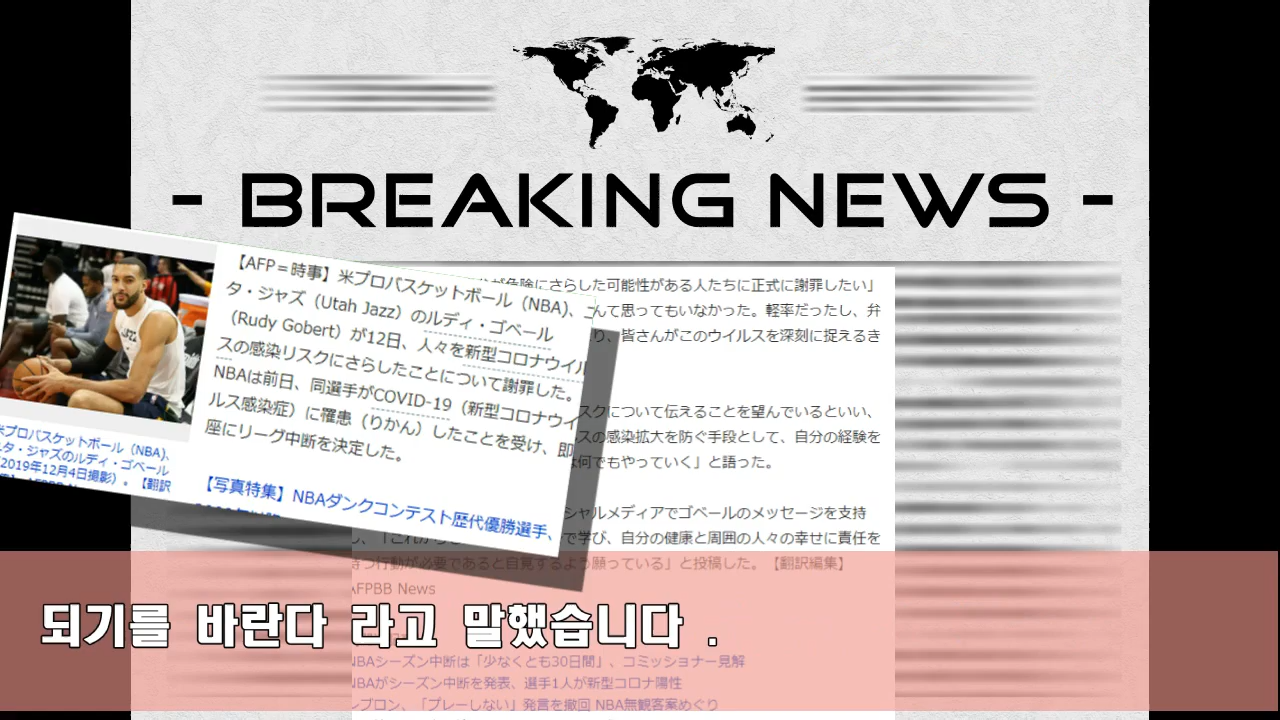 - BREAKING NEWS -
【AFP＝時事】米プロバスケットボール（NBA）、
タ・ジャズ（Utah Jazz）のルディ・ゴベール
（Rudy Gobert）が12日、人々を新型コロナウイル
スの感染リスクにさらしたことについて謝罪した。
NBAは前日、同選手がCOVID-19（新型コロナウイ
ルス感染症）に罹患（りかん）したことを受け、即
座にリーグ中断を決定した。
【写真特集】NBAダンクコンテスト歴代優勝選手、
米プロバスケットボール（NBA）、
タ・ジャズのルディ・ゴベール
2019年12月4日撮影）。【翻訳
危険にさらした可能性がある人たちに正式に謝罪したい」
んて思ってもいなかった。軽率だったし、弁
り、皆さんがこのウイルスを深刻に捉えるき
スクについて伝えることを望んでいるといい、
スの感染拡大を防ぐ手段として、自分の経験を
何でもやっていく」と語った。
シャルメディアでゴベールのメッセージを支持
で学び、自分の健康と周囲の人々の幸せに責任を
持つ行動が必要であると自覚するよう願っている」と投稿した。【翻訳編集】
AFPBB News
되기를 바란다 라고 말했습니다 .
NBAシーズン中断は「少なくとも30日間」、コミッショナー見解
NBAがシーズン中断を発表、選手1人が新型コロナ陽性
レブロン、「プレーしない」発言を撤回 NBA無観客案めぐり